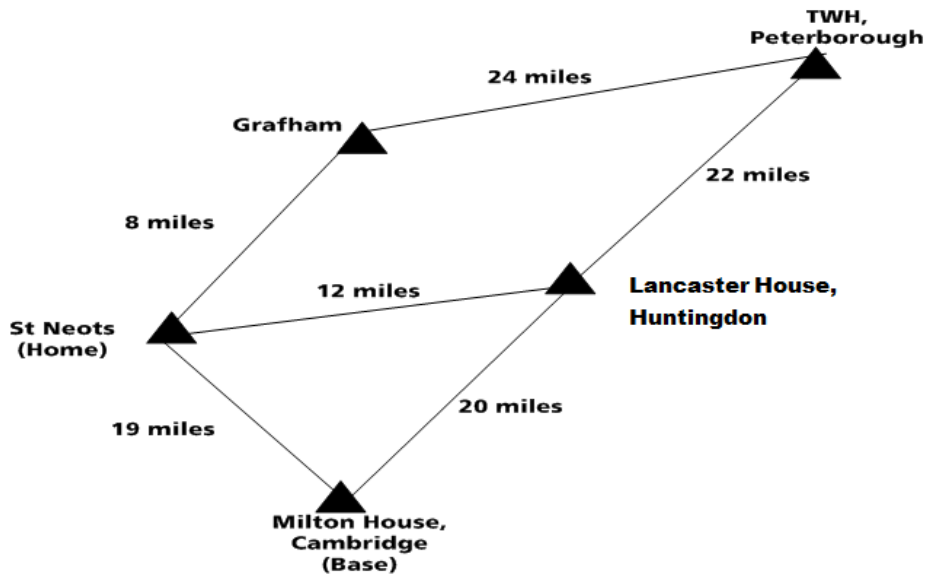 TWH,
Peterborough
24 miles
Grafham
22 miles
8 miles
12 miles
Lancaster House,
Huntingdon
St Neots
(Home)
20 miles
19 miles
Milton House,
Cambridge
(Base)